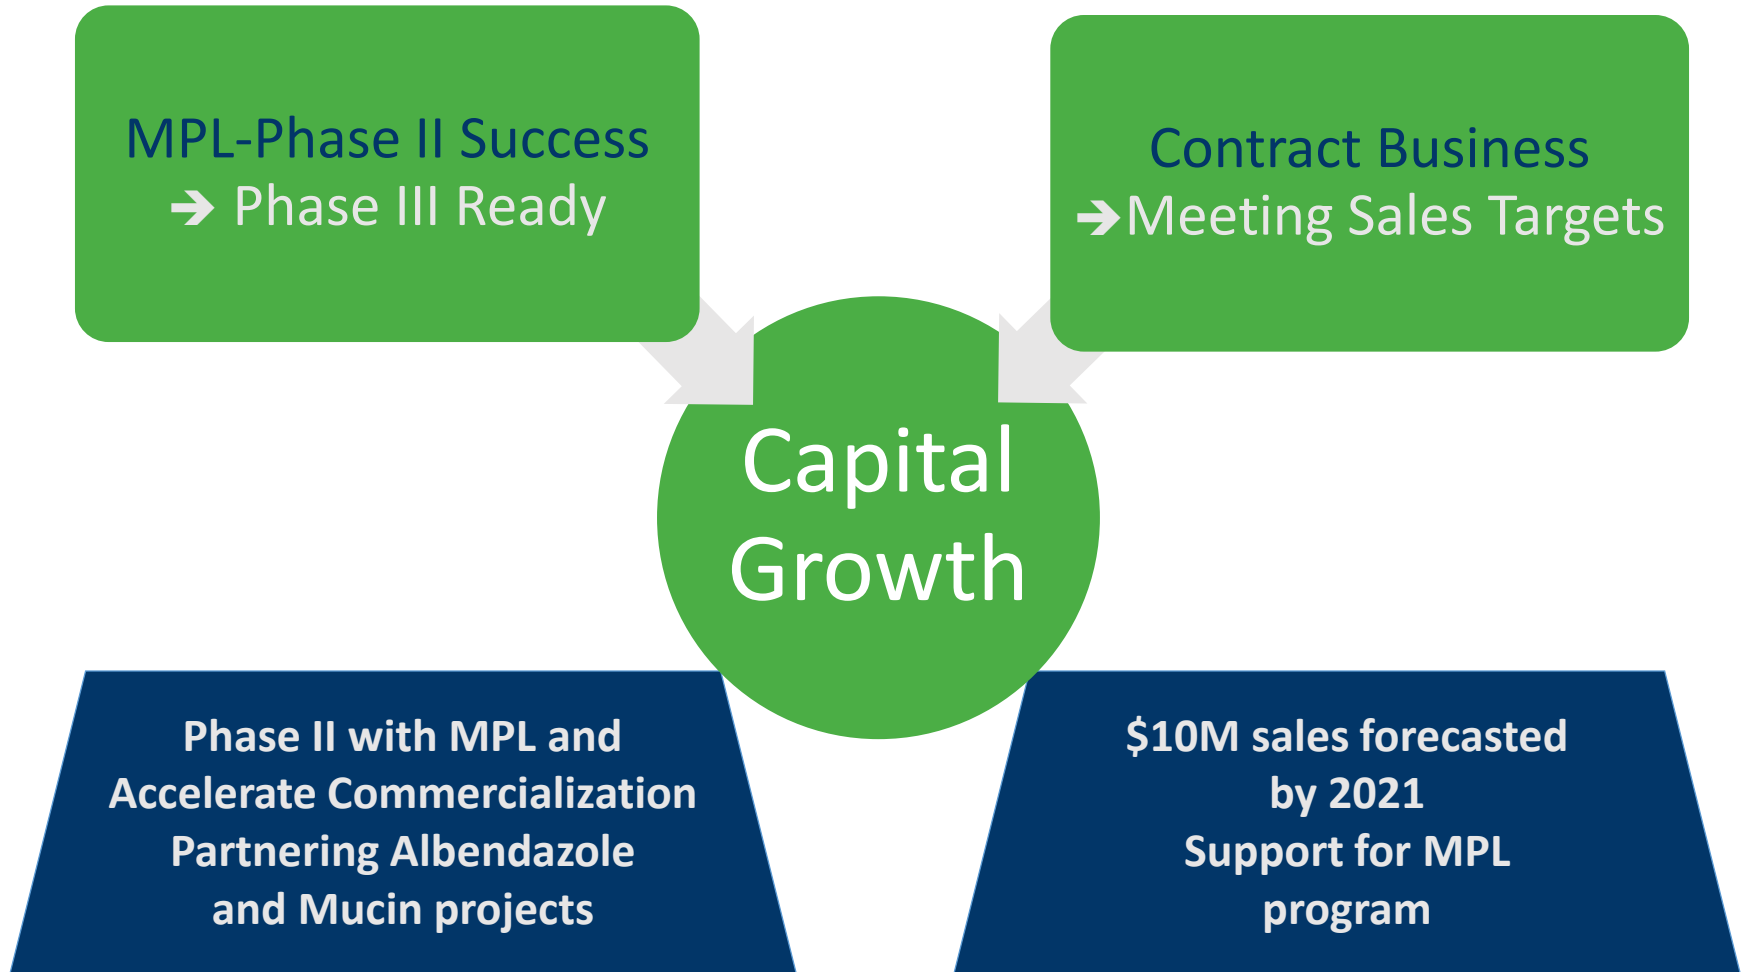 MPL-Phase II Success
➔ Phase III Ready
Contract Business
➔Meeting Sales Targets
Capital
Growth
Phase II with MPL and
Accelerate Commercialization
Partnering Albendazole
and Mucin projects
$10M sales forecasted
by 2021
Support for MPL
program